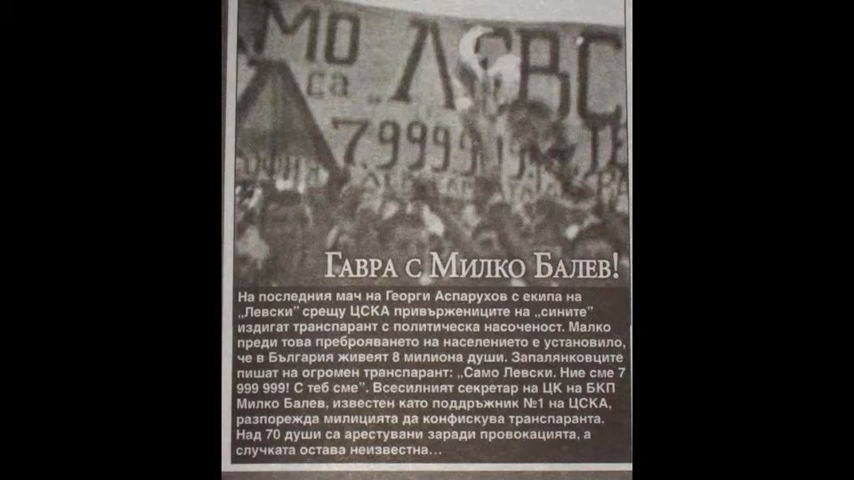 АМО ЛЕВС
са
7.9999
СОФИЯ
ГАВРА С МИЛКО БАЛЕВ!
На последния мач на Георги Аспарухов с екипа на
„Левски” срещу ЦСКА привържениците на „сините”
издигат транспарант с политическа насоченост. Малко
преди това преброяването на населението е установило,
че в България живеят 8 милиона души. Запалянковците
пишат на огромен транспарант: „Само Левски. Ние сме 7
999 999! С теб сме”. Всесилният секретар на ЦК на БКП
Милко Балев, известен като поддръжник №1 на ЦСКА,
разпорежда милицията да конфискува транспаранта.
Над 70 души са арестувани заради провокацията, а
случката остава неизвестна...